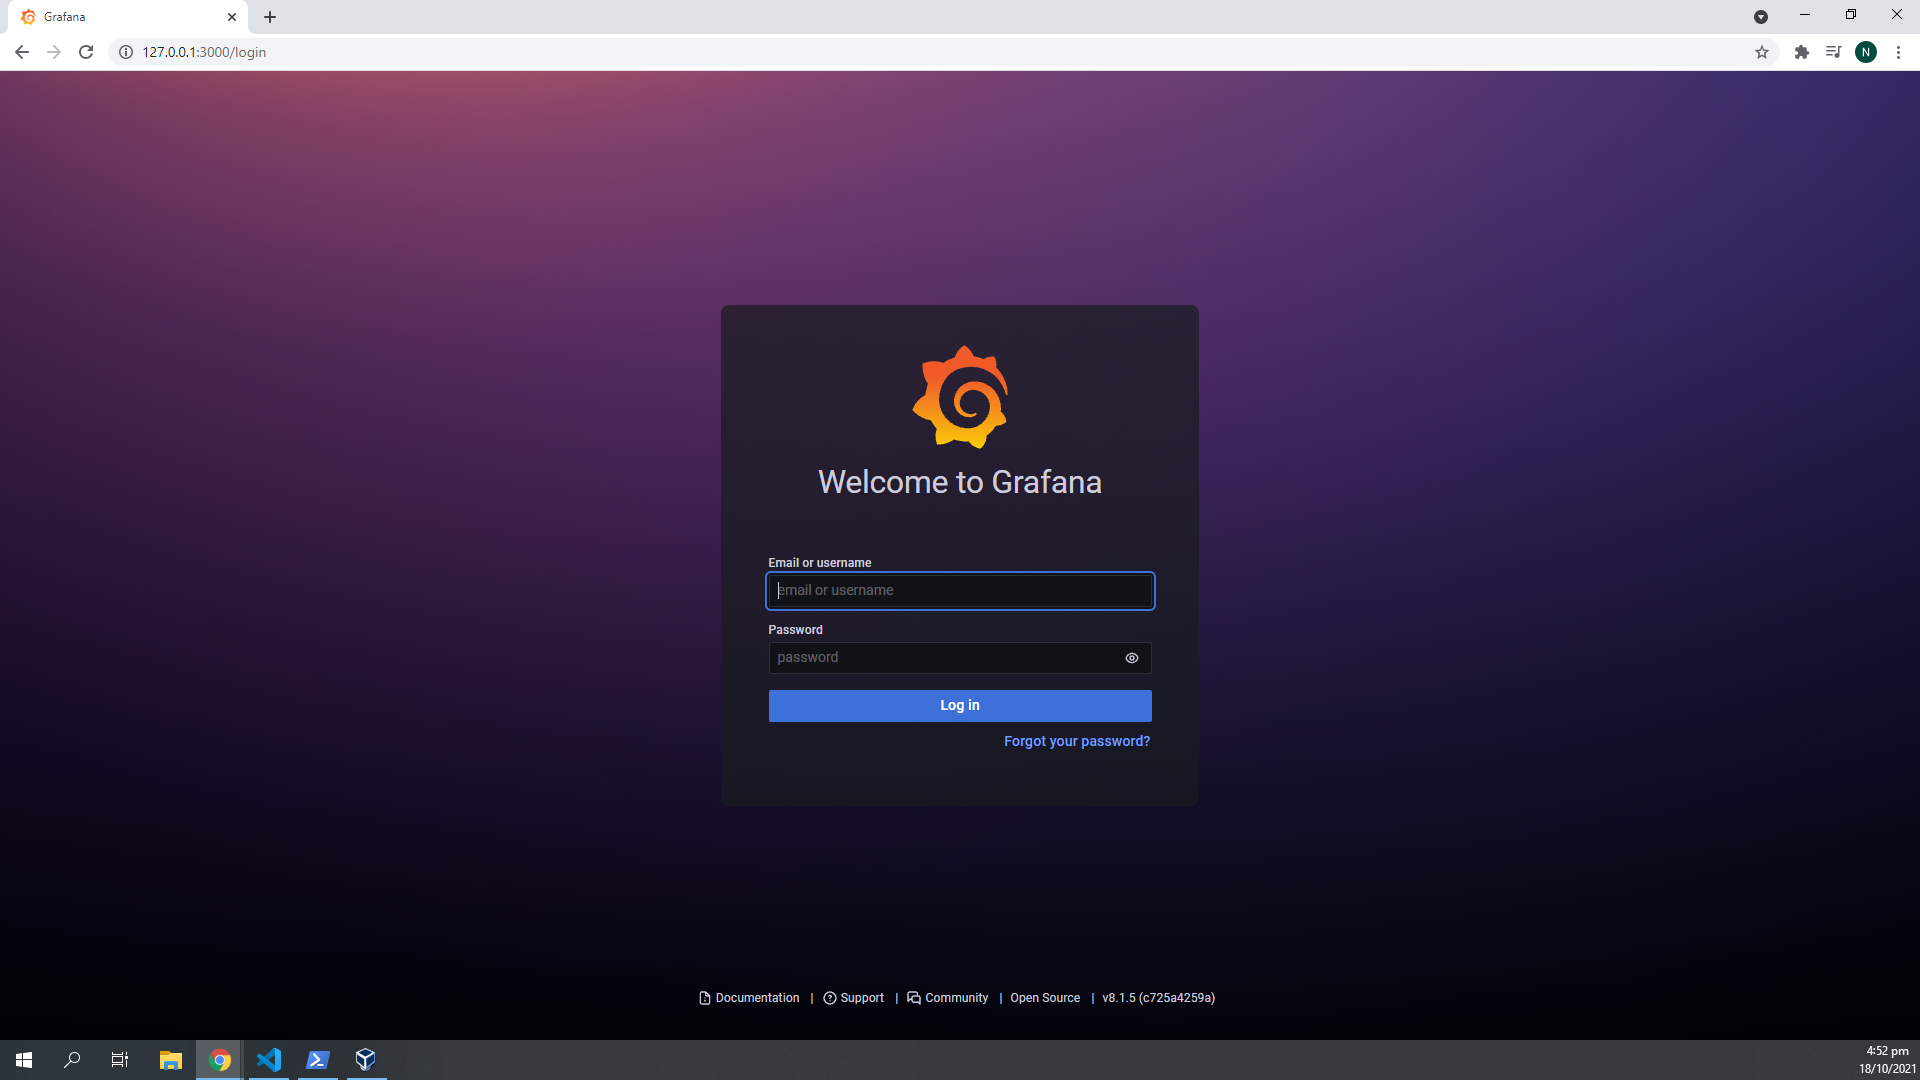 Grafana
127.0.0.1:3000/login
N
Welcome to Grafana
Email or username
email or username
Password
password
Log in
Forgot your password?
Documentation | Support | Community | Open Source | v8.1.5 (c725a4259a)
4:52 pm
18/10/2021